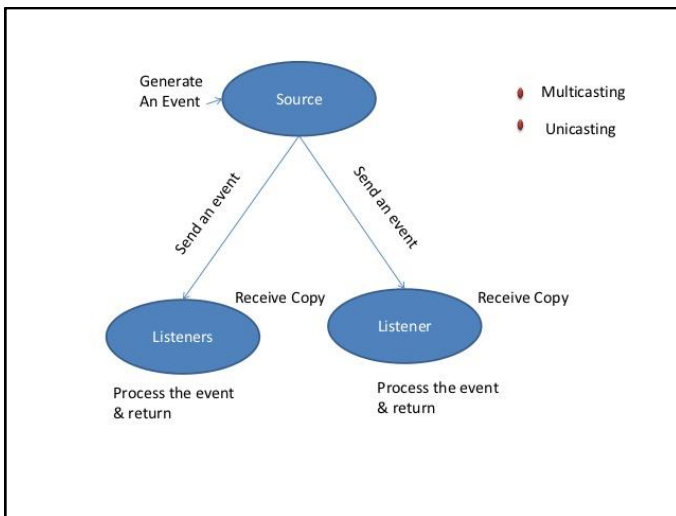 Generate
An Event
Source
Multicasting
Unicasting
Send an event
Send an event
Receive Copy
Receive Copy
Listeners
Listener
Process the event
& return
Process the event
& return